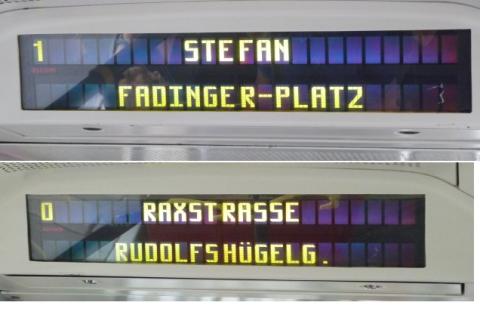 1 STEFAN
FADINGER-PLATZ
0 RAXSTRASSE
RUDOLFSHÜGELG.